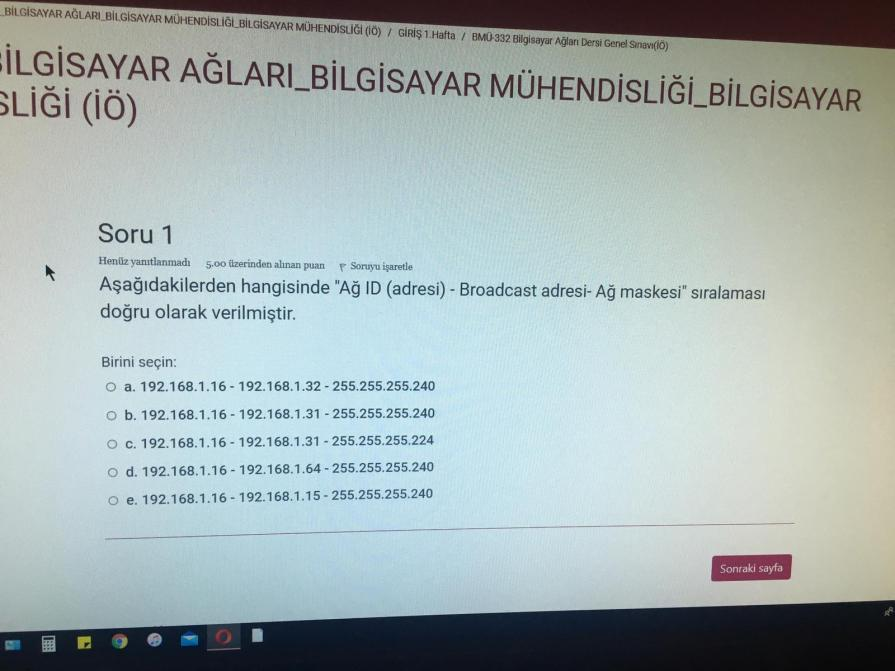 _BİLGİSAYAR AĞLARI_BİLGİSAYAR MÜHENDİSLİĞİ_BİLGİSAYAR MÜHENDİSLİĞİ (İÖ) / GİRİŞ 1.Hafta / BMÜ-332 Bilgisayar Ağları Dersi Genel Sınavı(İÖ)
BİLGİSAYAR AĞLARI_BİLGİSAYAR MÜHENDİSLİĞİ_BİLGİSAYAR
SLİĞİ (İÖ)
Soru 1
Henüz yanıtlanmadı 5.00 üzerinden alınan puan Soruyu işaretle
Aşağıdakilerden hangisinde "Ağ ID (adresi) - Broadcast adresi- Ağ maskesi" sıralaması
doğru olarak verilmiştir.
Birini seçin:
a. 192.168.1.16 - 192.168.1.32 - 255.255.255.240
b. 192.168.1.16 - 192.168.1.31 - 255.255.255.240
c. 192.168.1.16 - 192.168.1.31 - 255.255.255.224
d. 192.168.1.16 - 192.168.1.64 - 255.255.255.240
e. 192.168.1.16 - 192.168.1.15 - 255.255.255.240
Sonraki sayfa